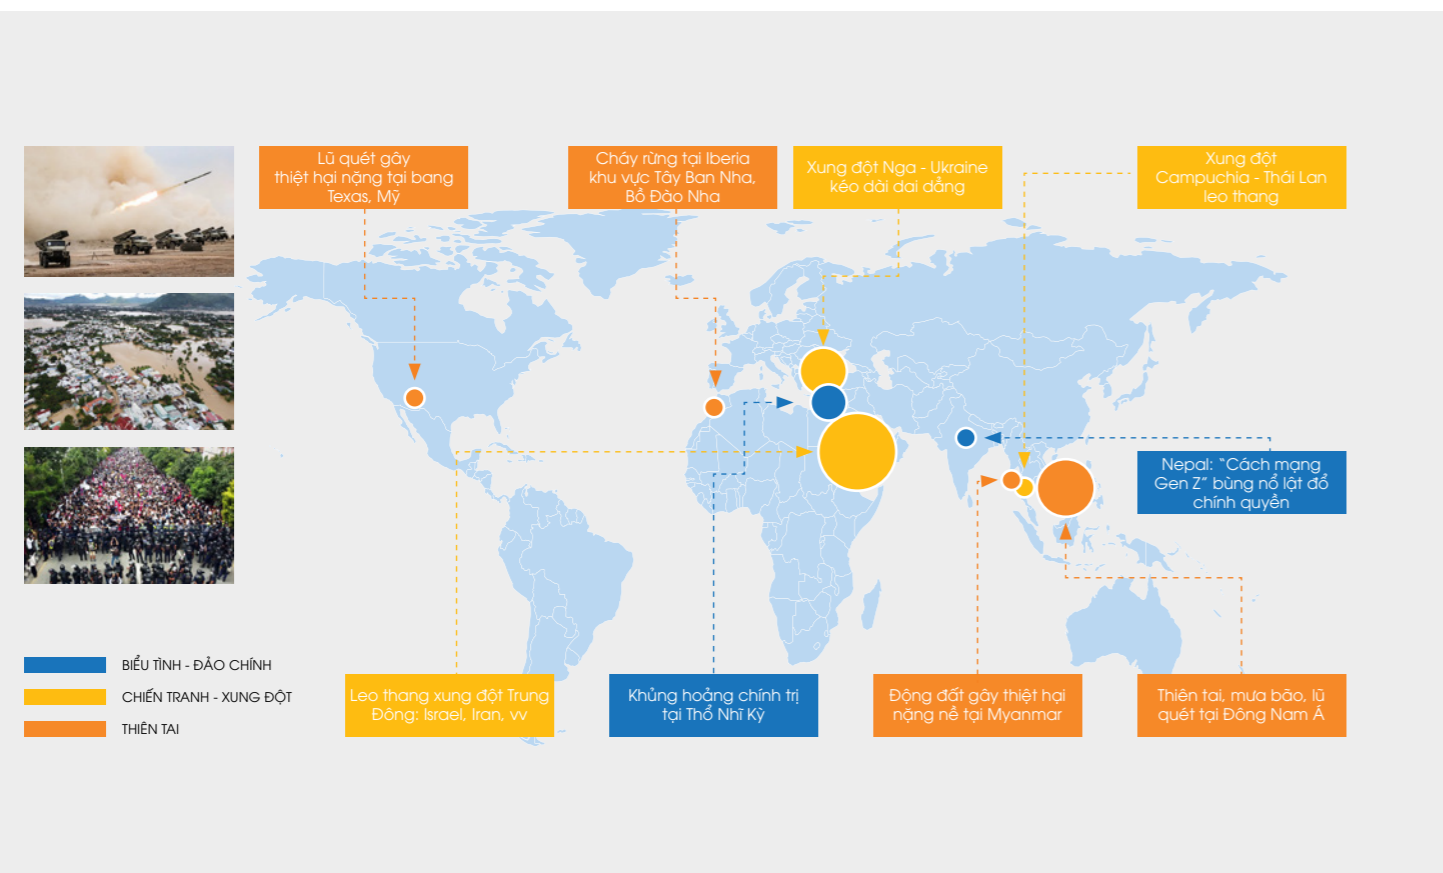 Lũ quét gây
thiệt hại nặng tại bang
Texas, Mỹ
Cháy rừng tại Iberia
khu vực Tây Ban Nha,
Bồ Đào Nha
Xung đột Nga - Ukraine
kéo dài dai dẳng
Xung đột
Campuchia - Thái Lan
leo thang
Nepal: “Cách mạng
Gen Z” bùng nổ lật đổ
chính quyền
BIỂU TÌNH - ĐẢO CHÍNH
CHIẾN TRANH - XUNG ĐỘT
THIÊN TAI
Leo thang xung đột Trung
Đông: Israel, Iran, vv
Khủng hoảng chính trị
tại Thổ Nhĩ Kỳ
Động đất gây thiệt hại
nặng nề tại Myanmar
Thiên tai, mưa bão, lũ
quét tại Đông Nam Á